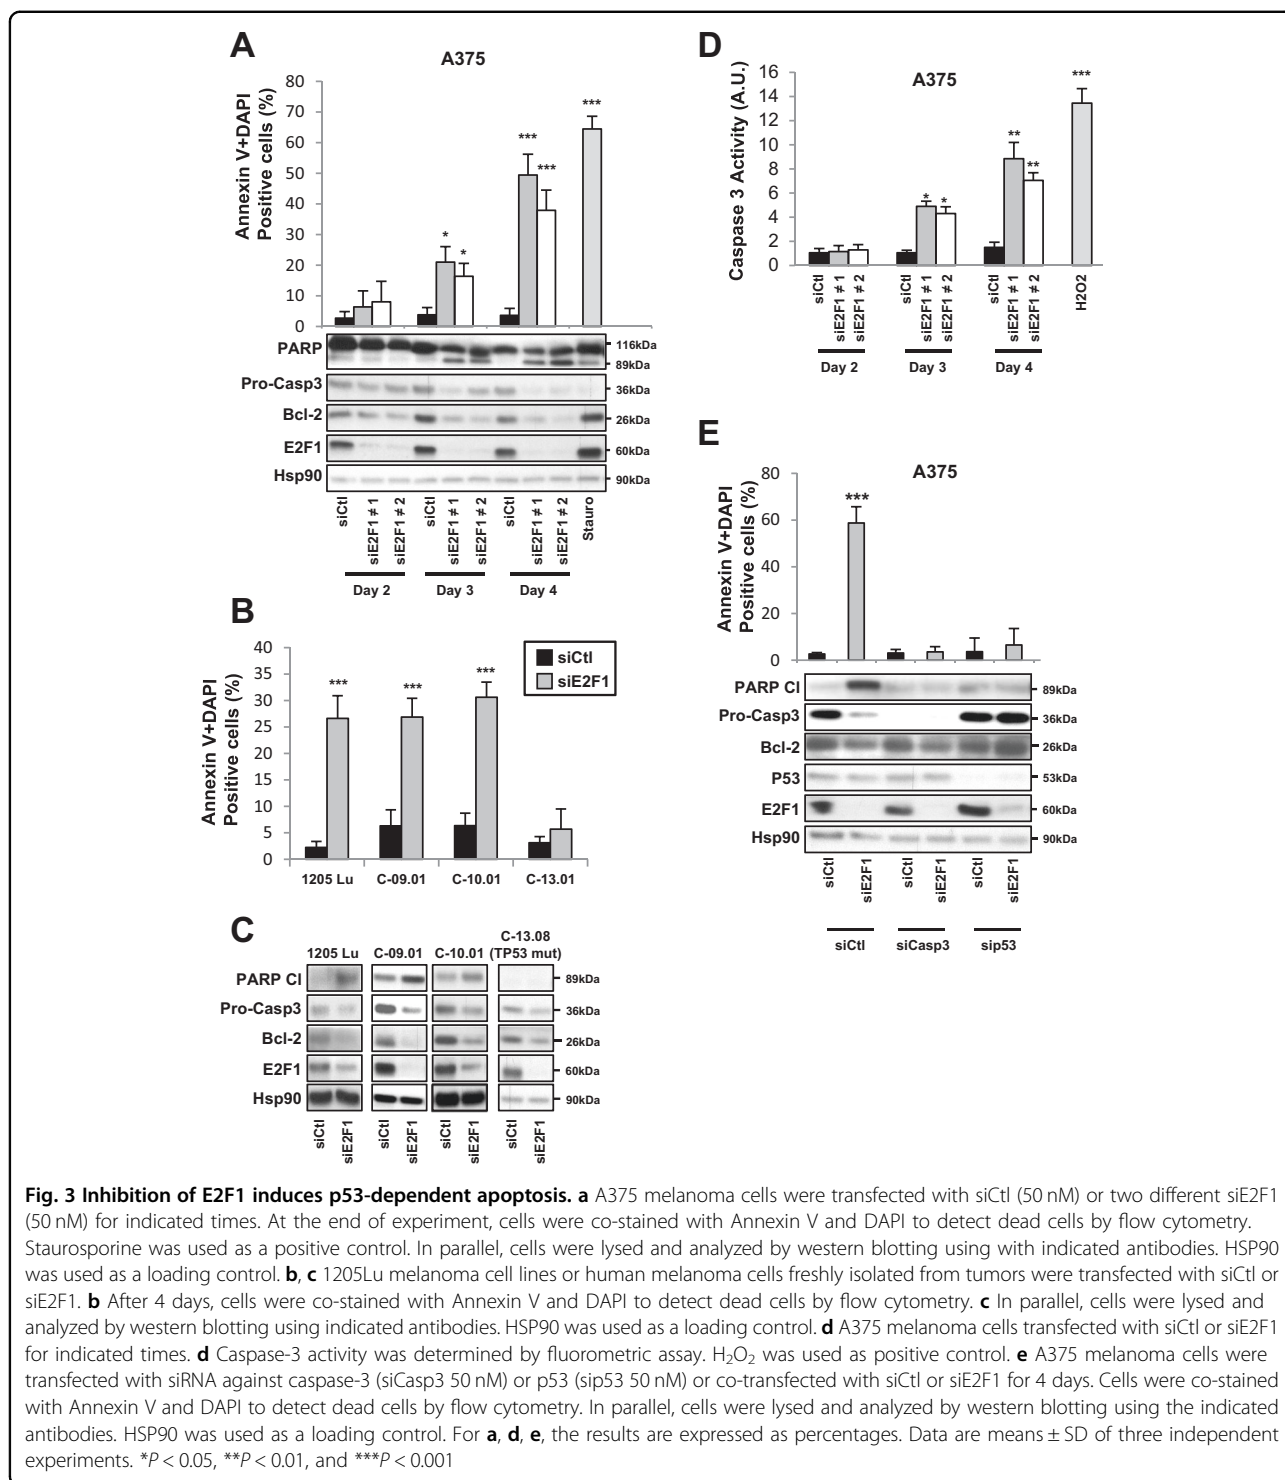 A
A375
Annexin V+DAPI
Positive cells (%)
80
70
60
50
40
30
20
10
0
*
*
***
***
***
PARP
116kDa
89kDa
Pro-Casp3
36kDa
Bcl-2
26kDa
E2F1
60kDa
Hsp90
90kDa
siCtl
siE2F1 ≠ 1
siE2F1 ≠ 2
siCtl
siE2F1 ≠ 1
siE2F1 ≠ 2
siCtl
siE2F1 ≠ 1
siE2F1 ≠ 2
Stauro
Day 2 Day 3 Day 4
B
Annexin V+DAPI
Positive cells (%)
40
35
30
25
20
15
10
5
0
*** *** ***
siCtl
siE2F1
1205 Lu C-09.01 C-10.01 C-13.01
C
1205 Lu C-09.01 C-10.01 C-13.08
(TP53 mut)
PARP Cl
89kDa
Pro-Casp3
36kDa
Bcl-2
26kDa
E2F1
60kDa
Hsp90
90kDa
siCtl
siE2F1
siCtl
siE2F1
siCtl
siE2F1
siCtl
siE2F1
D
A375
Caspase 3 Activity (A.U.)
16
14
12
10
8
6
4
2
0
*
*
**
**
***
siCtl
siE2F1 ≠ 1
siE2F1 ≠ 2
siCtl
siE2F1 ≠ 1
siE2F1 ≠ 2
siCtl
siE2F1 ≠ 1
siE2F1 ≠ 2
H2O2
Day 2 Day 3 Day 4
E
A375
Annexin V+DAPI
Positive cells (%)
80
60
40
20
0
***
PARP Cl
89kDa
Pro-Casp3
36kDa
Bcl-2
26kDa
P53
53kDa
E2F1
60kDa
Hsp90
90kDa
siCtl
siE2F1
siCtl
siE2F1
siCtl
siE2F1
siCtl siCasp3 sip53
Fig. 3 Inhibition of E2F1 induces p53-dependent apoptosis. a A375 melanoma cells were transfected with siCtl (50 nM) or two different siE2F1
(50 nM) for indicated times. At the end of experiment, cells were co-stained with Annexin V and DAPI to detect dead cells by flow cytometry.
Staurosporine was used as a positive control. In parallel, cells were lysed and analyzed by western blotting using with indicated antibodies. HSP90
was used as a loading control. b, c 1205Lu melanoma cell lines or human melanoma cells freshly isolated from tumors were transfected with siCtl or
siE2F1. b After 4 days, cells were co-stained with Annexin V and DAPI to detect dead cells by flow cytometry. c In parallel, cells were lysed and
analyzed by western blotting using indicated antibodies. HSP90 was used as a loading control. d A375 melanoma cells transfected with siCtl or siE2F1
for indicated times. d Caspase-3 activity was determined by fluorometric assay. H₂O₂ was used as positive control. e A375 melanoma cells were
transfected with siRNA against caspase-3 (siCasp3 50 nM) or p53 (sip53 50 nM) or co-transfected with siCtl or siE2F1 for 4 days. Cells were co-stained
with Annexin V and DAPI to detect dead cells by flow cytometry. In parallel, cells were lysed and analyzed by western blotting using the indicated
antibodies. HSP90 was used as a loading control. For a, d, e, the results are expressed as percentages. Data are means ± SD of three independent
experiments. *P < 0.05, **P < 0.01, and ***P < 0.001